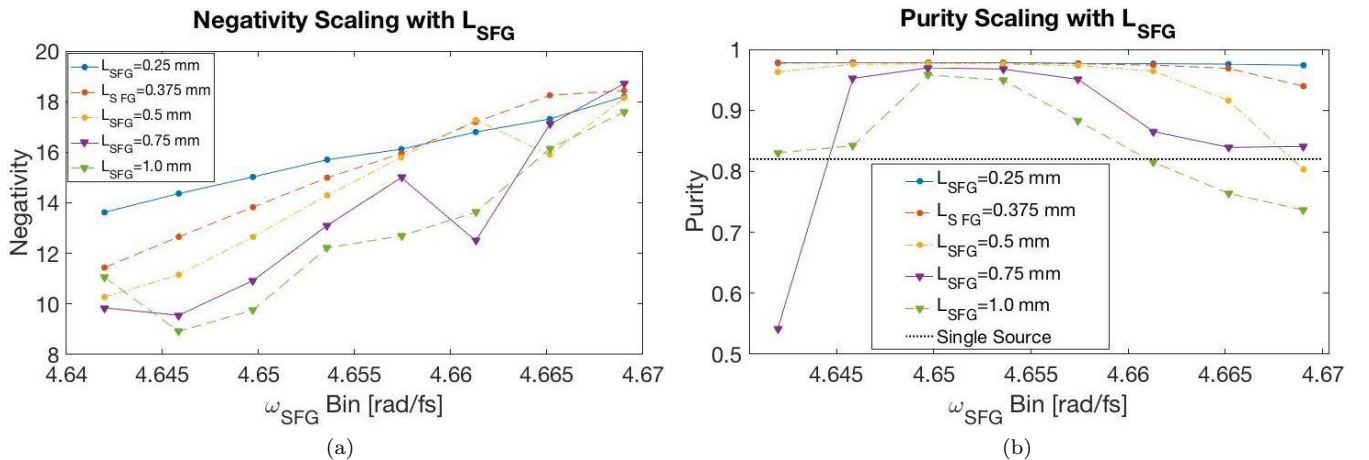 Negativity Scaling with L_SFG
20
18
16
14
12
10
8
Negativity
L_SFG=0.25 mm
L_S FG=0.375 mm
L_SFG=0.5 mm
L_SFG=0.75 mm
L_SFG=1.0 mm
4.64 4.645 4.65 4.655 4.66 4.665 4.67
ω_SFG Bin [rad/fs]
(a)
Purity Scaling with L_SFG
1
0.9
0.8
0.7
0.6
0.5
Purity
L_SFG=0.25 mm
L_S FG=0.375 mm
L_SFG=0.5 mm
L_SFG=0.75 mm
L_SFG=1.0 mm
Single Source
4.645 4.65 4.655 4.66 4.665 4.67
ω_SFG Bin [rad/fs]
(b)